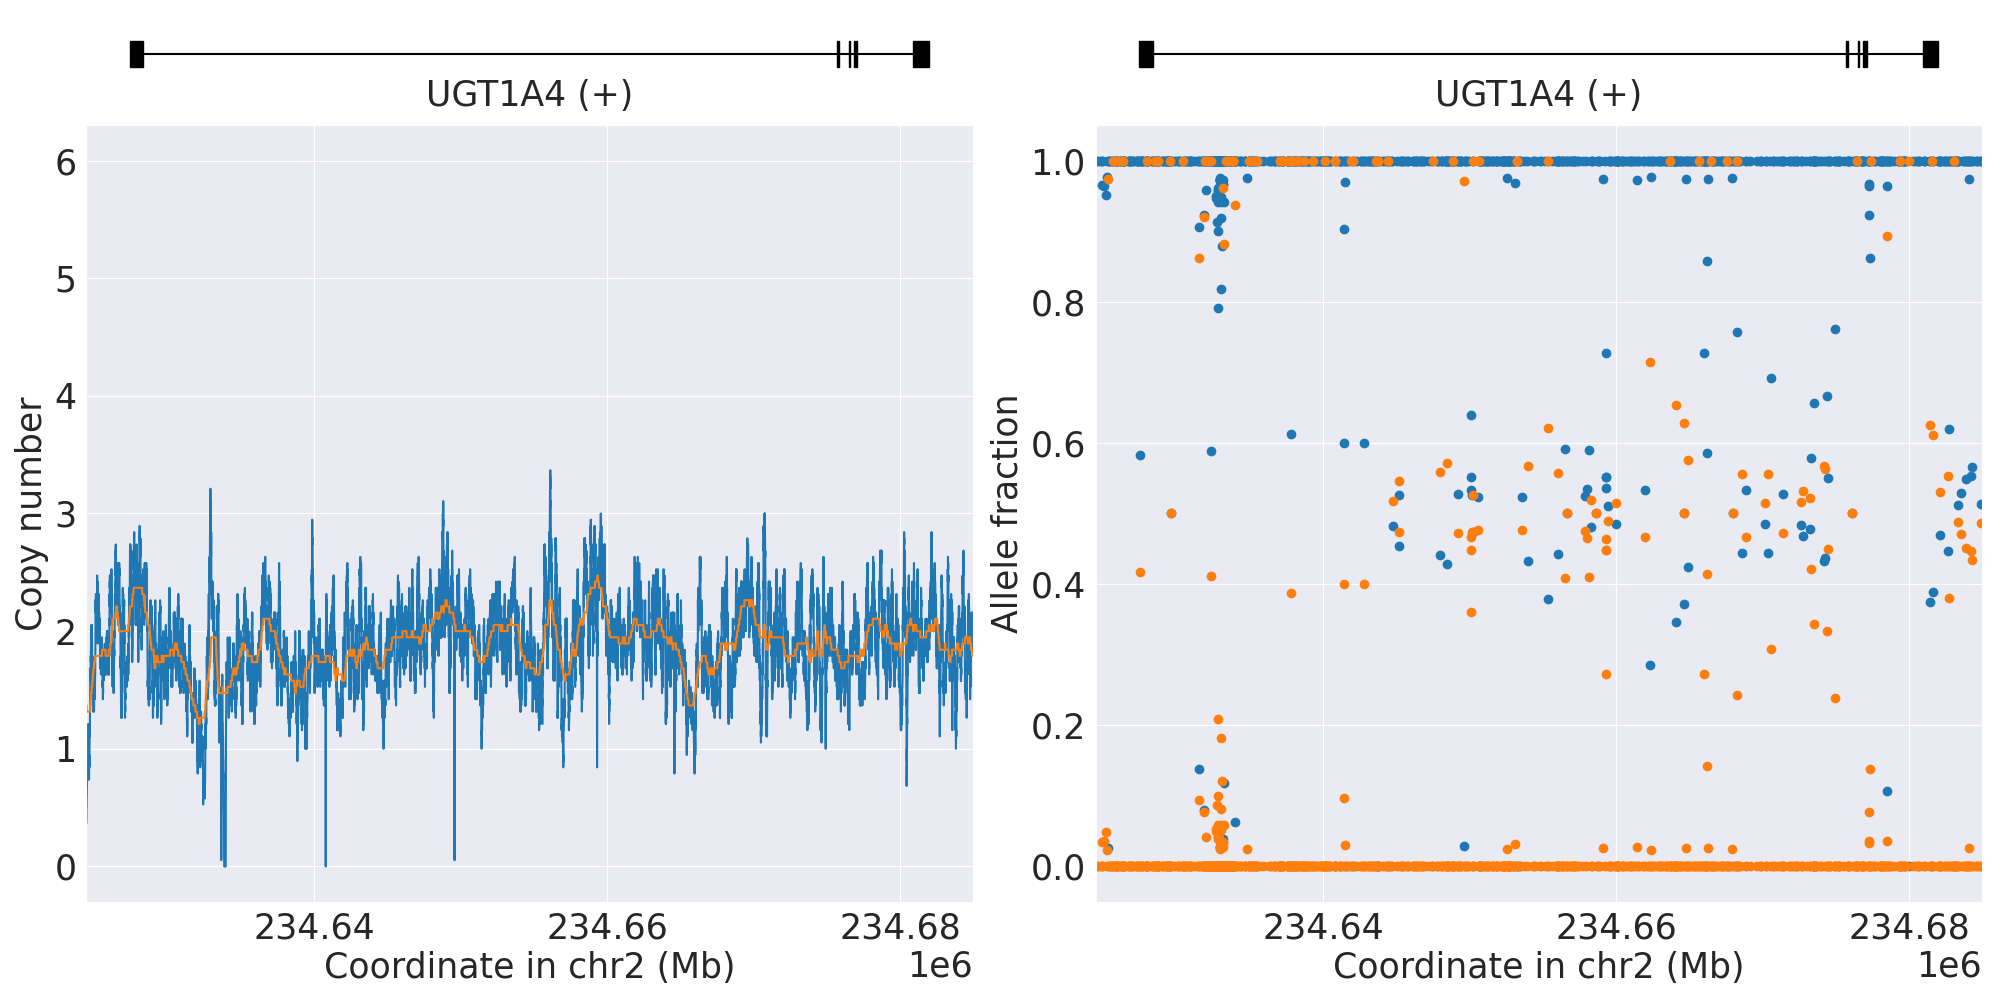 UGT1A4 (+)
6
5
4
3
2
1
0
Copy number
234.64 234.66 234.68
1e6
Coordinate in chr2 (Mb)
UGT1A4 (+)
1.0
0.8
0.6
0.4
0.2
0.0
Allele fraction
234.64 234.66 234.68
1e6
Coordinate in chr2 (Mb)